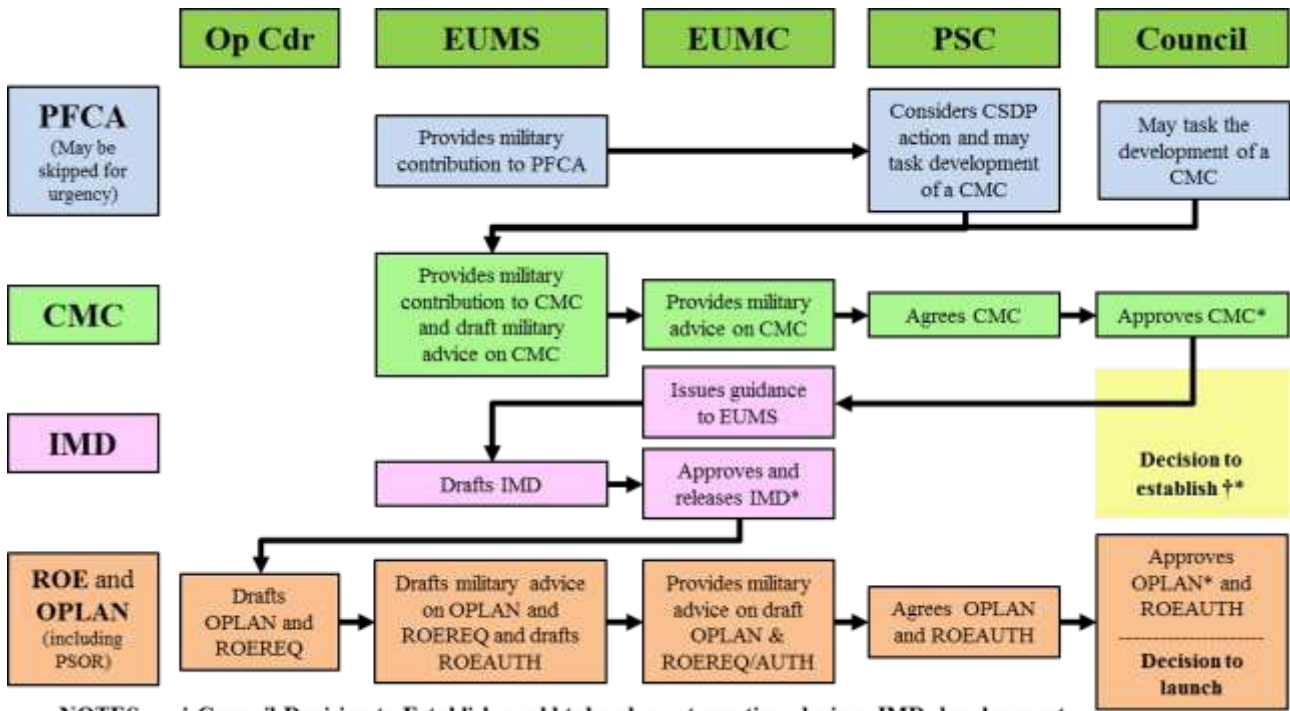 Op Cdr
EUMS
EUMC
PSC
Council
PFCA
(May be
skipped for
urgency)
Provides military
contribution to PFCA
Considers CSDP
action and may
task development
of a CMC
May task the
development of a
CMC
CMC
Provides military
contribution to CMC
and draft military
advice on CMC
Provides military
advice on CMC
Agrees CMC
Approves CMC*
IMD
Issues guidance
to EUMS
Drafts IMD
Approves and
releases IMD*
Decision to
establish †*
ROE and
OPLAN
(including
PSOR)
Drafts
OPLAN and
ROEREQ
Drafts military advice
on OPLAN and
ROEREQ and drafts
ROEAUTH
Provides military
advice on draft
OPLAN &
ROEREQ/AUTH
Agrees OPLAN
and ROEAUTH
Approves
OPLAN* and
ROEAUTH
Decision to
launch
NOTES Council Decision to Establish